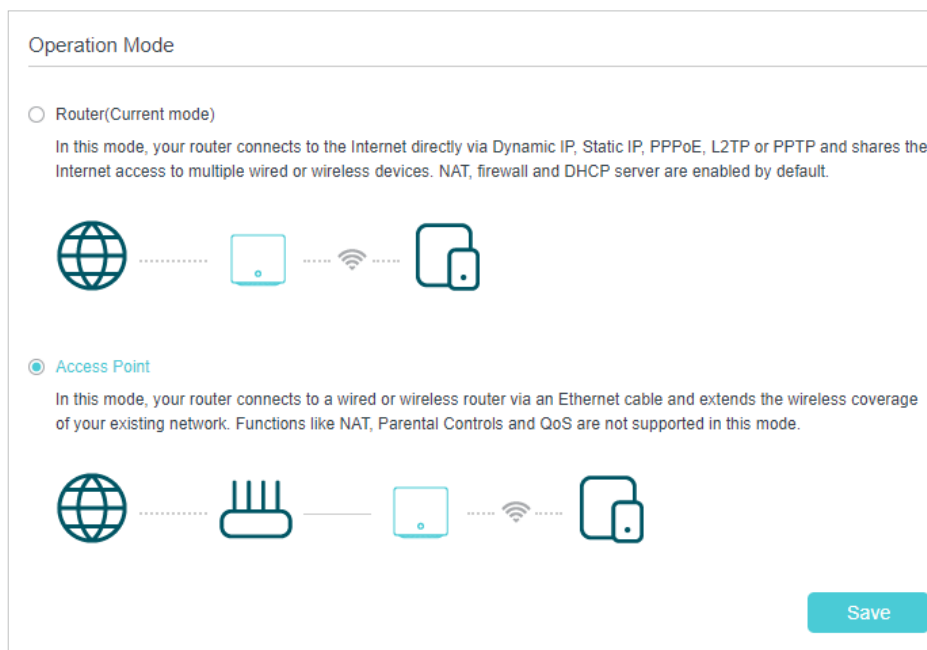 Operation Mode
Router(Current mode)
In this mode, your router connects to the Internet directly via Dynamic IP, Static IP, PPPoE, L2TP or PPTP and shares the
Internet access to multiple wired or wireless devices. NAT, firewall and DHCP server are enabled by default.
Access Point
In this mode, your router connects to a wired or wireless router via an Ethernet cable and extends the wireless coverage
of your existing network. Functions like NAT, Parental Controls and QoS are not supported in this mode.
Save